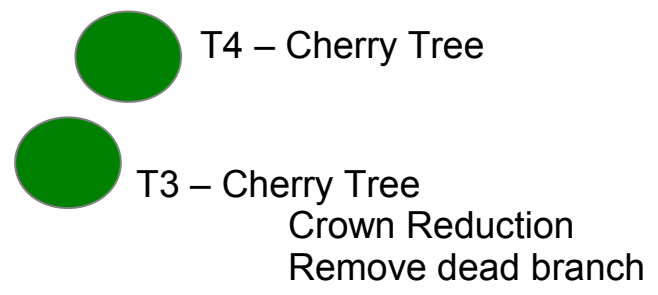 T4 – Cherry Tree
T3 – Cherry Tree
Crown Reduction
Remove dead branch